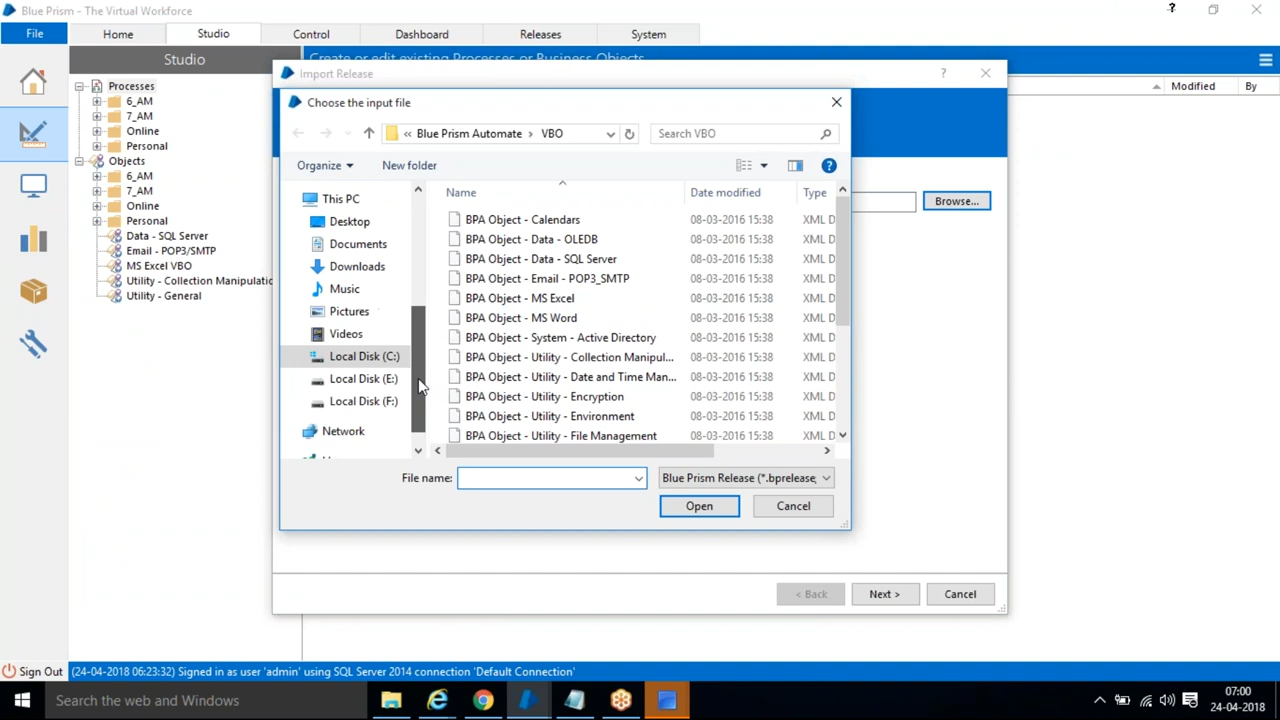 Blue Prism - The Virtual Workforce
?
File
Home
Studio
Control
Dashboard
Releases
System
Studio
Create or edit existing Processes or Business Objects
Processes
6_AM
7_AM
Online
Personal
Objects
6_AM
7_AM
Online
Personal
Data - SQL Server
Email - POP3/SMTP
MS Excel VBO
Utility - Collection Manipulatio
Utility - General
Modified
By
Import Release
?
Browse...
< Back
Next >
Cancel
Choose the input file
« Blue Prism Automate › VBO
Search VBO
Organize
New folder
?
This PC
Desktop
Documents
Downloads
Music
Pictures
Videos
Local Disk (C:)
Local Disk (E:)
Local Disk (F:)
Network
Name
Date modified
Type
BPA Object - Calendars 08-03-2016 15:38 XML D
BPA Object - Data - OLEDB 08-03-2016 15:38 XML D
BPA Object - Data - SQL Server 08-03-2016 15:38 XML D
BPA Object - Email - POP3_SMTP 08-03-2016 15:38 XML D
BPA Object - MS Excel 08-03-2016 15:38 XML D
BPA Object - MS Word 08-03-2016 15:38 XML D
BPA Object - System - Active Directory 08-03-2016 15:38 XML D
BPA Object - Utility - Collection Manipul... 08-03-2016 15:38 XML D
BPA Object - Utility - Date and Time Man... 08-03-2016 15:38 XML D
BPA Object - Utility - Encryption 08-03-2016 15:38 XML D
BPA Object - Utility - Environment 08-03-2016 15:38 XML D
BPA Object - Utility - File Management 08-03-2016 15:38 XML D
File name:
Blue Prism Release (*.bprelease;
Open
Cancel
Sign Out
(24-04-2018 06:23:32) Signed in as user 'admin' using SQL Server 2014 connection 'Default Connection'
Search the web and Windows
07:00
24-04-2018